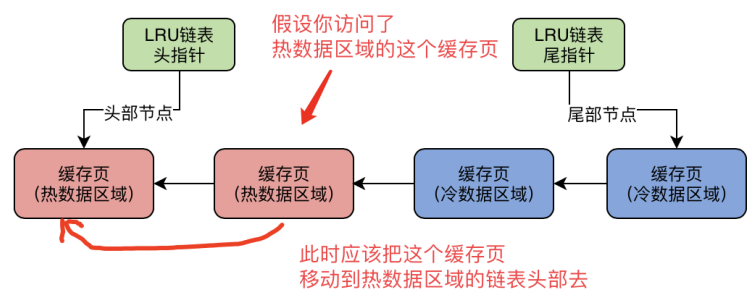 LRU链表
头指针
假设你访问了
热数据区域的这个缓存页
LRU链表
尾指针
头部节点
尾部节点
缓存页
(热数据区域)
缓存页
(热数据区域)
缓存页
(冷数据区域)
缓存页
(冷数据区域)
此时应该把这个缓存页
移动到热数据区域的链表头部去